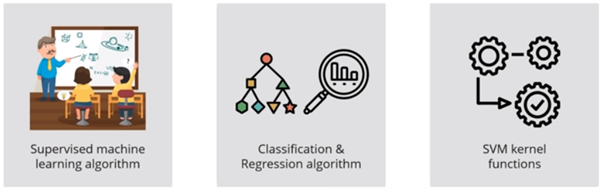 Supervised machine
learning algorithm
Classification &
Regression algorithm
SVM kernel
functions